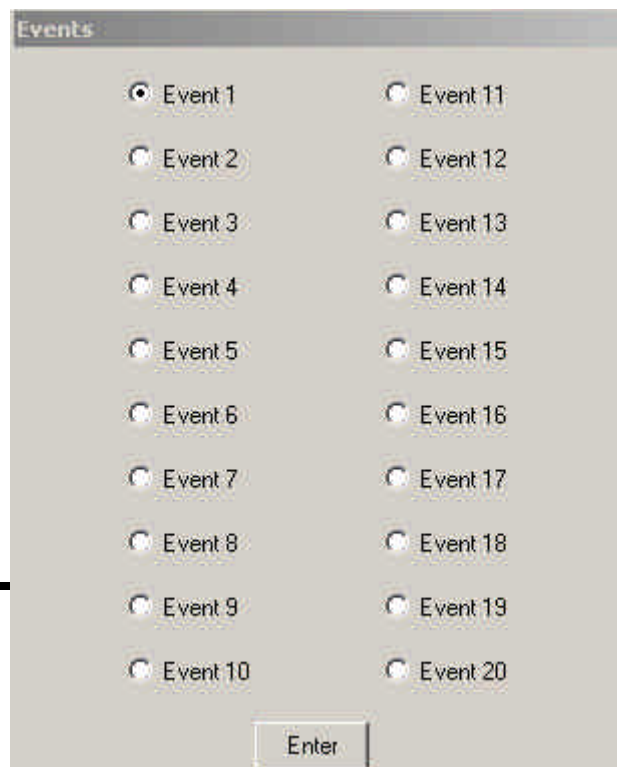 Events
Event 1
Event 2
Event 3
Event 4
Event 5
Event 6
Event 7
Event 8
Event 9
Event 10
Event 11
Event 12
Event 13
Event 14
Event 15
Event 16
Event 17
Event 18
Event 19
Event 20
Enter